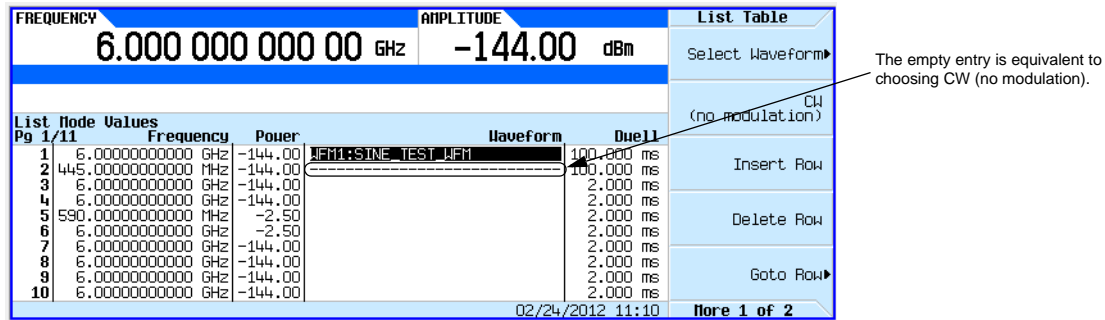 FREQUENCY AMPLITUDE List Table
6.000 000 000 00 GHz -144.00 dBm
Select Waveform
The empty entry is equivalent to
choosing CW (no modulation).
CW
(no modulation)
List Mode Values
Pg 1/11 Frequency Power Waveform Dwell
1 6.00000000000 GHz -144.00 WFM1:SINE_TEST_WFM 100.000 ms
2 445.00000000000 MHz -144.00 ---------------------------- 100.000 ms
3 6.00000000000 GHz -144.00 2.000 ms
4 6.00000000000 GHz -144.00 2.000 ms
5 590.00000000000 MHz -2.50 2.000 ms
6 6.00000000000 GHz -2.50 2.000 ms
7 6.00000000000 GHz -144.00 2.000 ms
8 6.00000000000 GHz -144.00 2.000 ms
9 6.00000000000 GHz -144.00 2.000 ms
10 6.00000000000 GHz -144.00 2.000 ms
Insert Row
Delete Row
Goto Row
02/24/2012 11:10 More 1 of 2